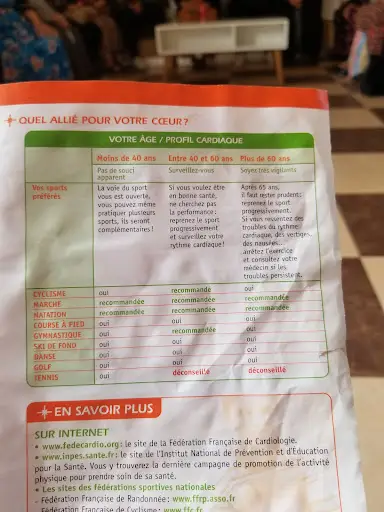 QUEL ALLIÉ POUR VOTRE CŒUR ?
VOTRE ÂGE / PROFIL CARDIAQUE
Moins de 40 ans Entre 40 et 60 ans Plus de 60 ans
Pas de souci apparent Surveillez-vous Soyez très vigilants
Vos sports préférés
La voie du sport
vous est ouverte,
vous pouvez même
pratiquer plusieurs
sports, ils seront
complémentaires !
Si vous voulez être
en bonne santé,
ne cherchez pas
la performance :
reprenez le sport
progressivement
et surveillez votre
rythme cardiaque !
Après 65 ans,
il faut rester prudent :
reprenez le sport
progressivement.
Si vous ressentez des
troubles du rythme
cardiaque, des vertiges,
des nausées...
arrêtez l'exercice
et consultez votre
médecin si les
troubles persistent.
CYCLISME oui recommandé oui
MARCHE recommandée recommandée recommandée
NATATION recommandée recommandée recommandée
COURSE À PIED oui oui oui
GYMNASTIQUE oui recommandée oui
SKI DE FOND oui oui oui
DANSE oui oui oui
GOLF oui oui oui
TENNIS oui déconseillé déconseillé
EN SAVOIR PLUS
SUR INTERNET
• www.fedecardio.org : le site de la Fédération Française de Cardiologie.
• www.inpes.sante.fr : le site de l'Institut National de Prévention et d'Éducation
pour la Santé. Vous y trouverez la dernière campagne de promotion de l'activité
physique pour prendre soin de sa santé.
• Les sites des fédérations sportives nationales
- Fédération Française de Randonnée : www.ffrp.asso.fr
Fédération Française de Cyclisme : www.ffc.fr